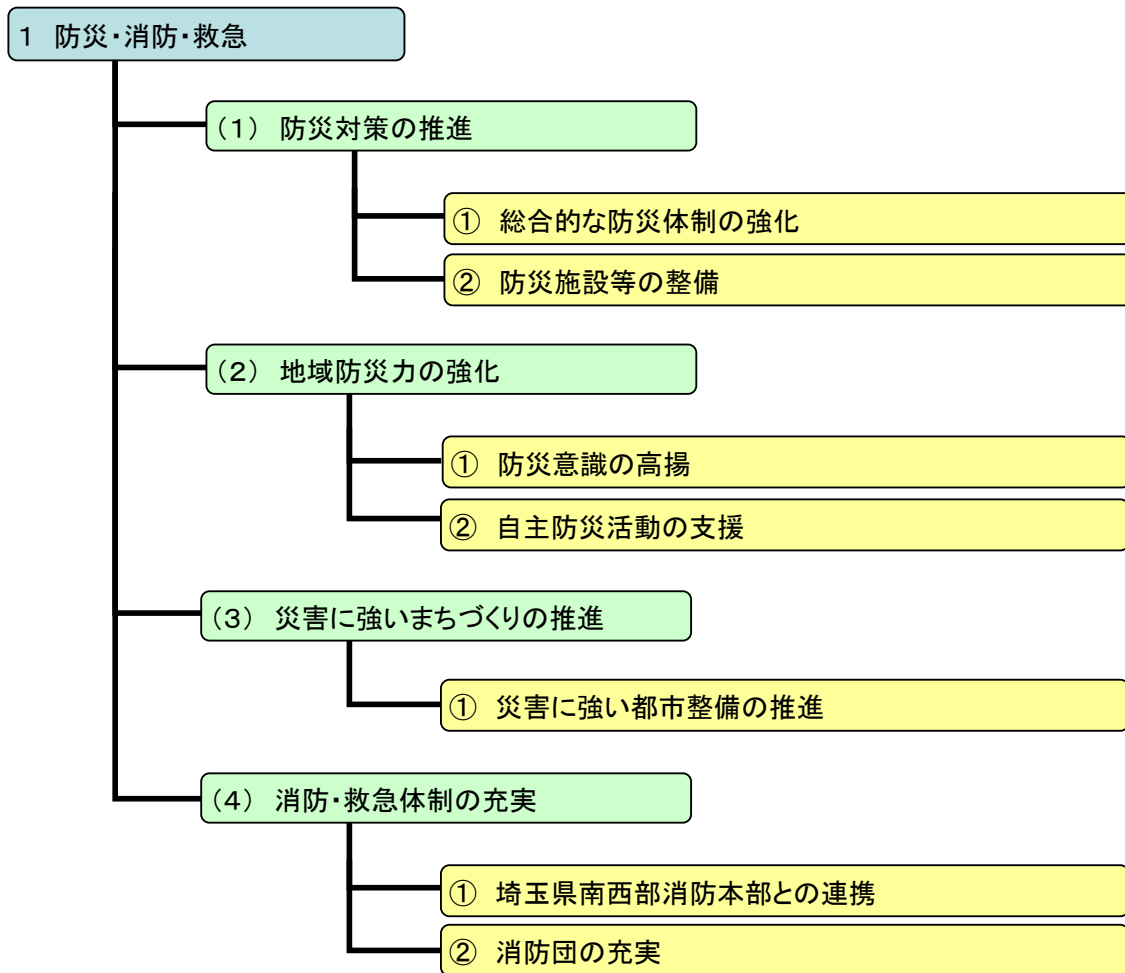 1 防災・消防・救急
（１） 防災対策の推進
① 総合的な防災体制の強化
② 防災施設等の整備
（２） 地域防災力の強化
① 防災意識の高揚
② 自主防災活動の支援
（３） 災害に強いまちづくりの推進
① 災害に強い都市整備の推進
（４） 消防・救急体制の充実
① 埼玉県南西部消防本部との連携
② 消防団の充実